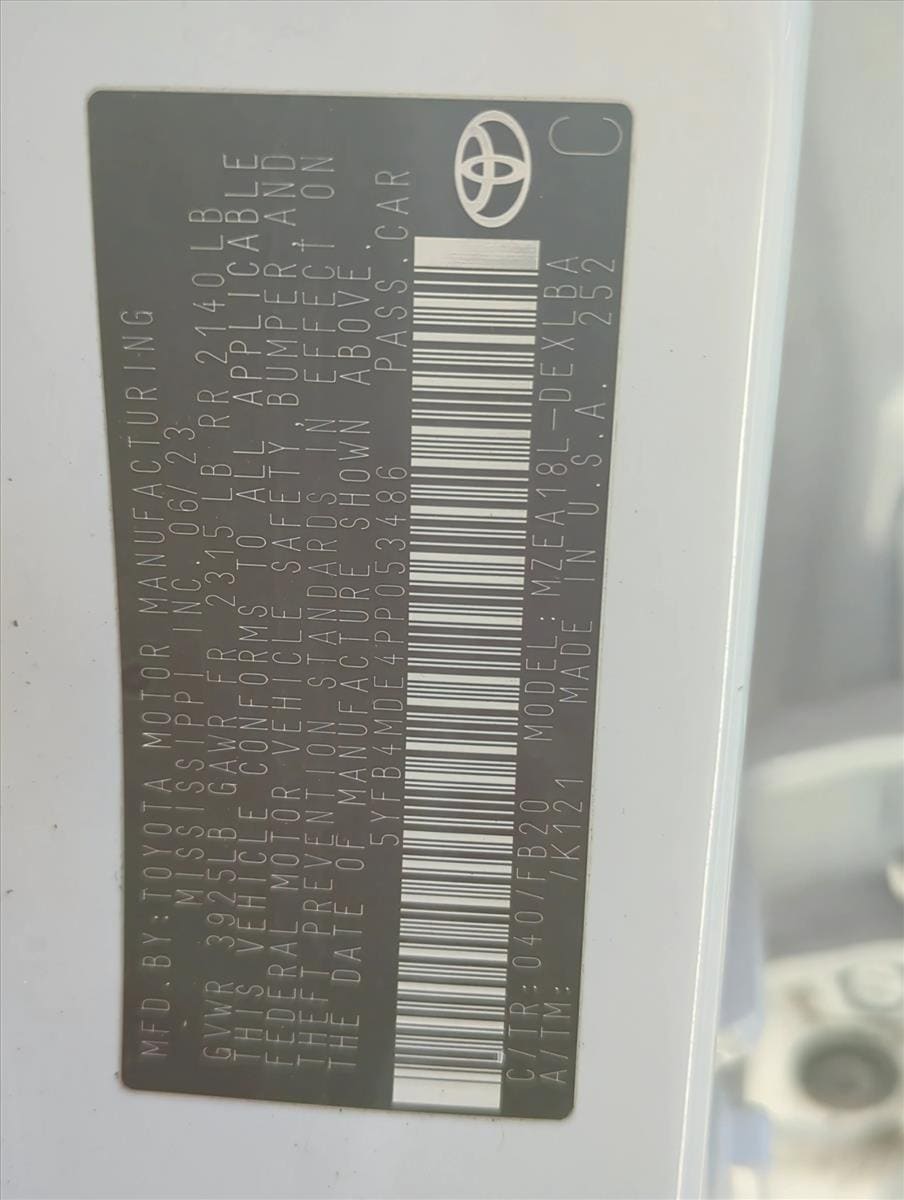 MFD.BY:TOYOTA MOTOR MANUFACTURING
MISSISSIPPI INC. 06/23
GVWR 3925LB GAWR FR 2315 LB RR 2140LB
THIS VEHICLE CONFORMS TO ALL APPLICABLE
FEDERAL MOTOR VEHICLE SAFETY, BUMPER, AND
THEFT PREVENTION STANDARDS IN EFFECT ON
THE DATE OF MANUFACTURE SHOWN ABOVE.
5YFB4MDE4PP053486 PASS.CAR
C/TR:040/FB20 MODEL:MZEA18L-DEXLBA
A/TM: /K121 MADE IN U.S.A. 252
C